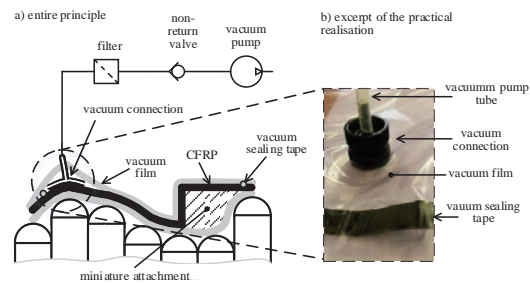 a) entire principle
non-
return
valve
vacuum
pump
filter
vacuum connection
vacuum
film
CFRP
vacuum
sealing tape
miniature attachment
b) excerpt of the practical
realisation
vacuumm pump
tube
vacuum
connection
vacuum film
vauum sealing
tape